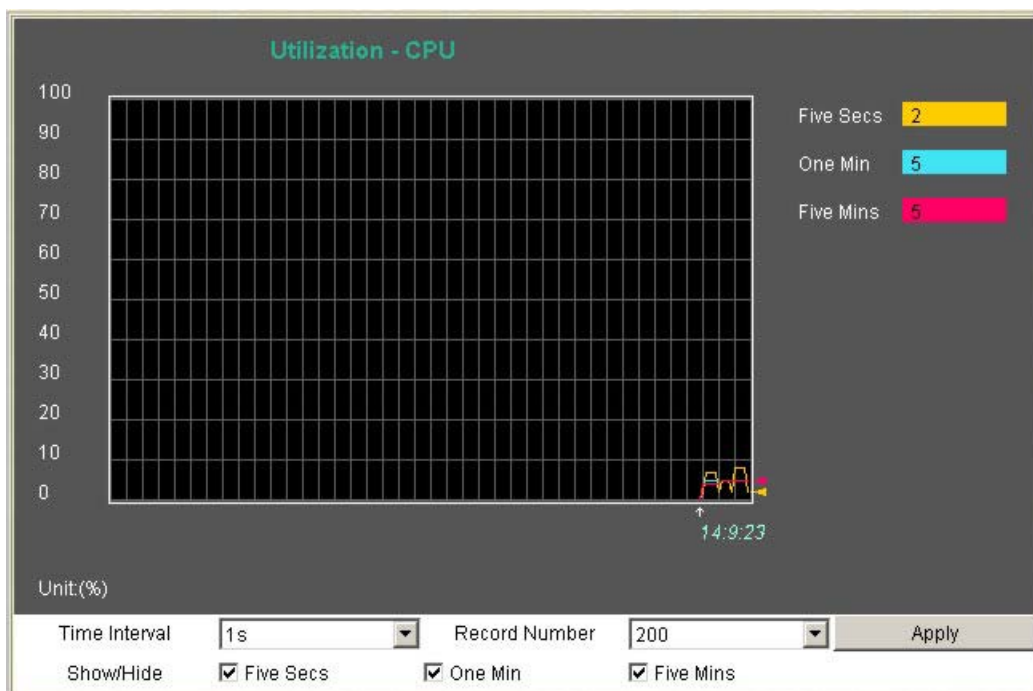 Utilization - CPU
100
90
80
70
60
50
40
30
20
10
0
Five Secs 2
One Min 5
Five Mins 5
14:9:23
Unit:(%)
Time Interval 1s Record Number 200 Apply
Show/Hide Five Secs One Min Five Mins